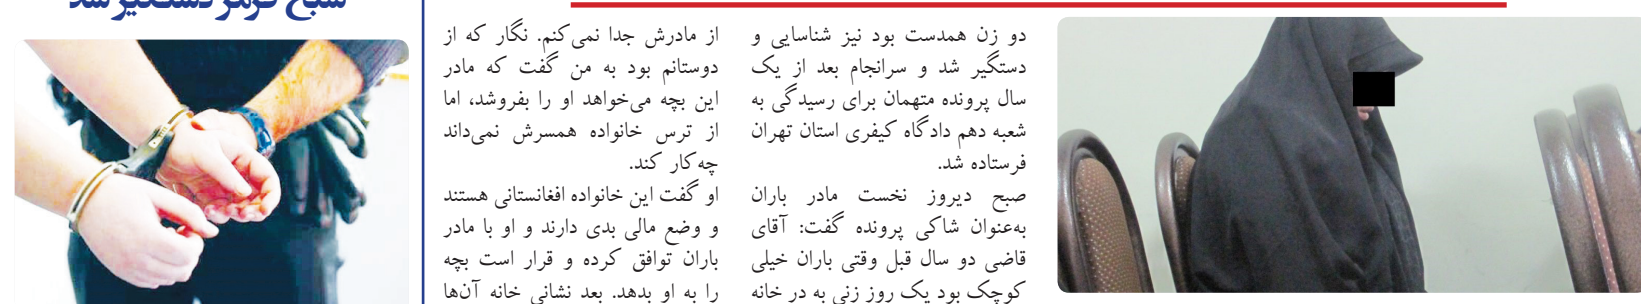 دو زن همدست بود نیز شناسایی و
دستگیر شد و سرانجام بعد از یک
سال پرونده متهمان برای رسیدگی به
شعبه دهم دادگاه کیفری استان تهران
فرستاده شد.
صبح دیروز نخست مادر باران
به‌عنوان شاکی پرونده گفت: آقای
قاضی دو سال قبل وقتی باران خیلی
کوچک بود یک روز زنی به در خانه
از مادرش جدا نمی‌کنم. نگار که از
دوستانم بود به من گفت که مادر
این بچه می‌خواهد او را بفروشد، اما
از ترس خانواده همسرش نمی‌داند
چه‌کار کند.
او گفت این خانواده افغانستانی هستند
و وضع مالی بدی دارند و او با مادر
باران توافق کرده و قرار است بچه
را به او بدهد. بعد نشانی خانه آن‌ها